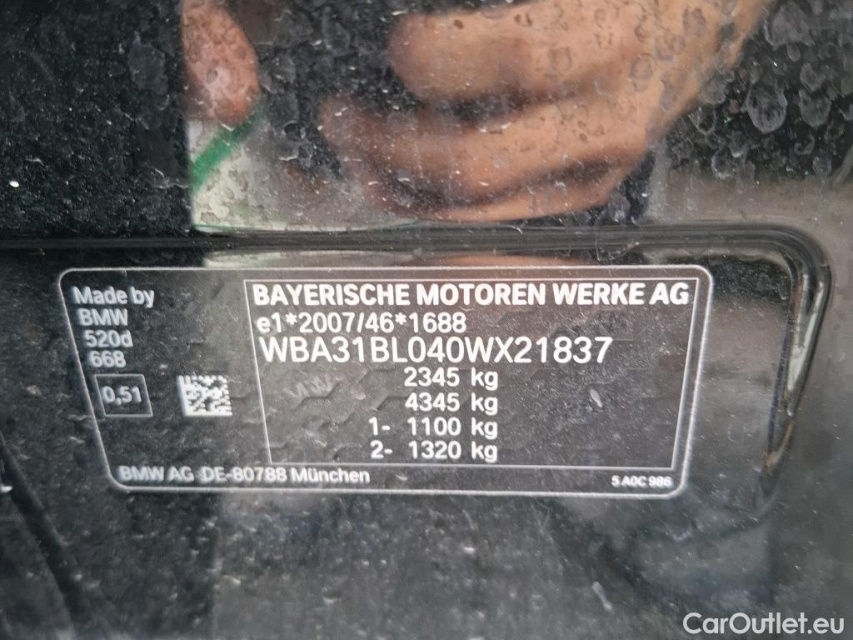 Made by
BMW
520d
668
0,51
BAYERISCHE MOTOREN WERKE AG
e1*2007/46*1688
WBA31BL040WX21837
2345 kg
4345 kg
1- 1100 kg
2- 1320 kg
BMW AG DE-80788 München
5 A0C 986
CarOutlet.eu